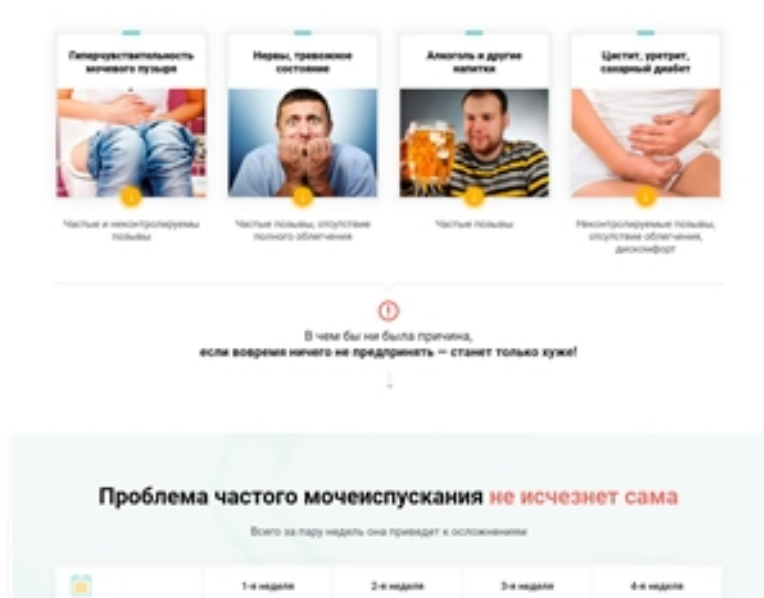 Гиперчувствительность
мочевого пузыря
Нервы, тревожное
состояние
Алкоголь и другие
напитки
Цистит, уретрит,
сахарный диабет
Частые и неконтролируемы
позывы
Частые позывы, отсутствие
полного облегчения
Частые позывы
Неконтролируемые позывы,
отсутствие облегчения,
дискомфорт
В чем бы ни была причина,
если вовремя ничего не предпринять — станет только хуже!
Проблема частого мочеиспускания не исчезнет сама
Всего за пару недель она приведет к осложнениям
1-я неделя
2-я неделя
3-я неделя
4-я неделя